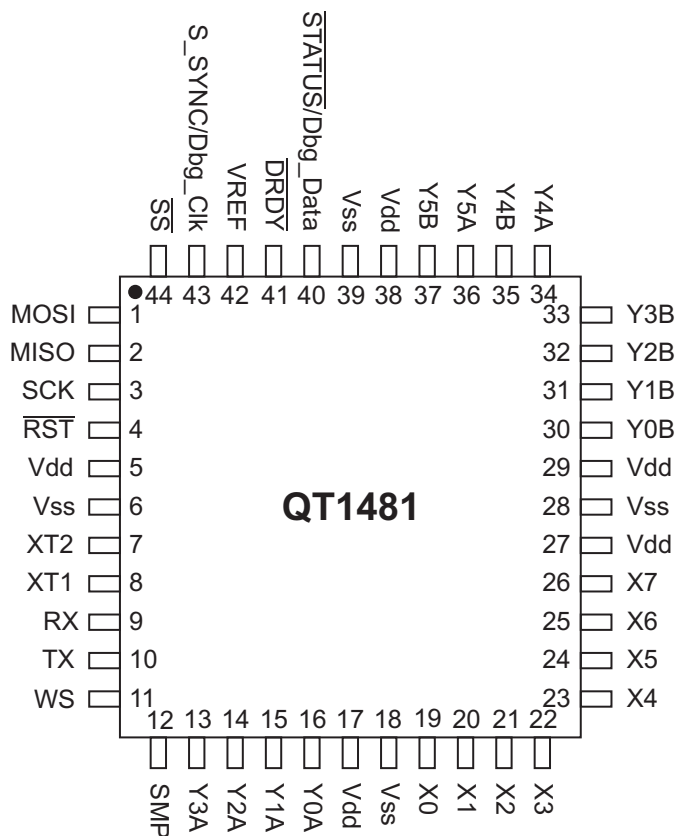 SS
S_SYNC/Dbg_Clk
VREF
DRDY
STATUS/Dbg_Data
Vss
Vdd
Y5B
Y5A
Y4B
Y4A
44 43 42 41 40 39 38 37 36 35 34
MOSI 1
MISO 2
SCK 3
RST 4
Vdd 5
Vss 6
XT2 7
XT1 8
RX 9
TX 10
WS 11
QT1481
33 Y3B
32 Y2B
31 Y1B
30 Y0B
29 Vdd
28 Vss
27 Vdd
26 X7
25 X6
24 X5
23 X4
12 13 14 15 16 17 18 19 20 21 22
SMP
Y3A
Y2A
Y1A
Y0A
Vdd
Vss
X0
X1
X2
X3